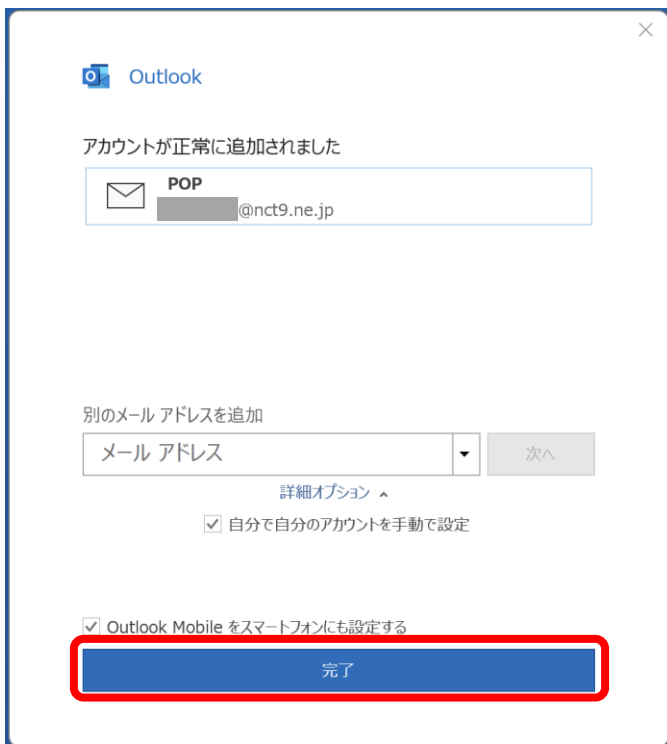 Outlook
アカウントが正常に追加されました
POP
@nct9.ne.jp
別のメール アドレスを追加
メール アドレス
次へ
詳細オプション
自分で自分のアカウントを手動で設定
Outlook Mobile をスマートフォンにも設定する
完了